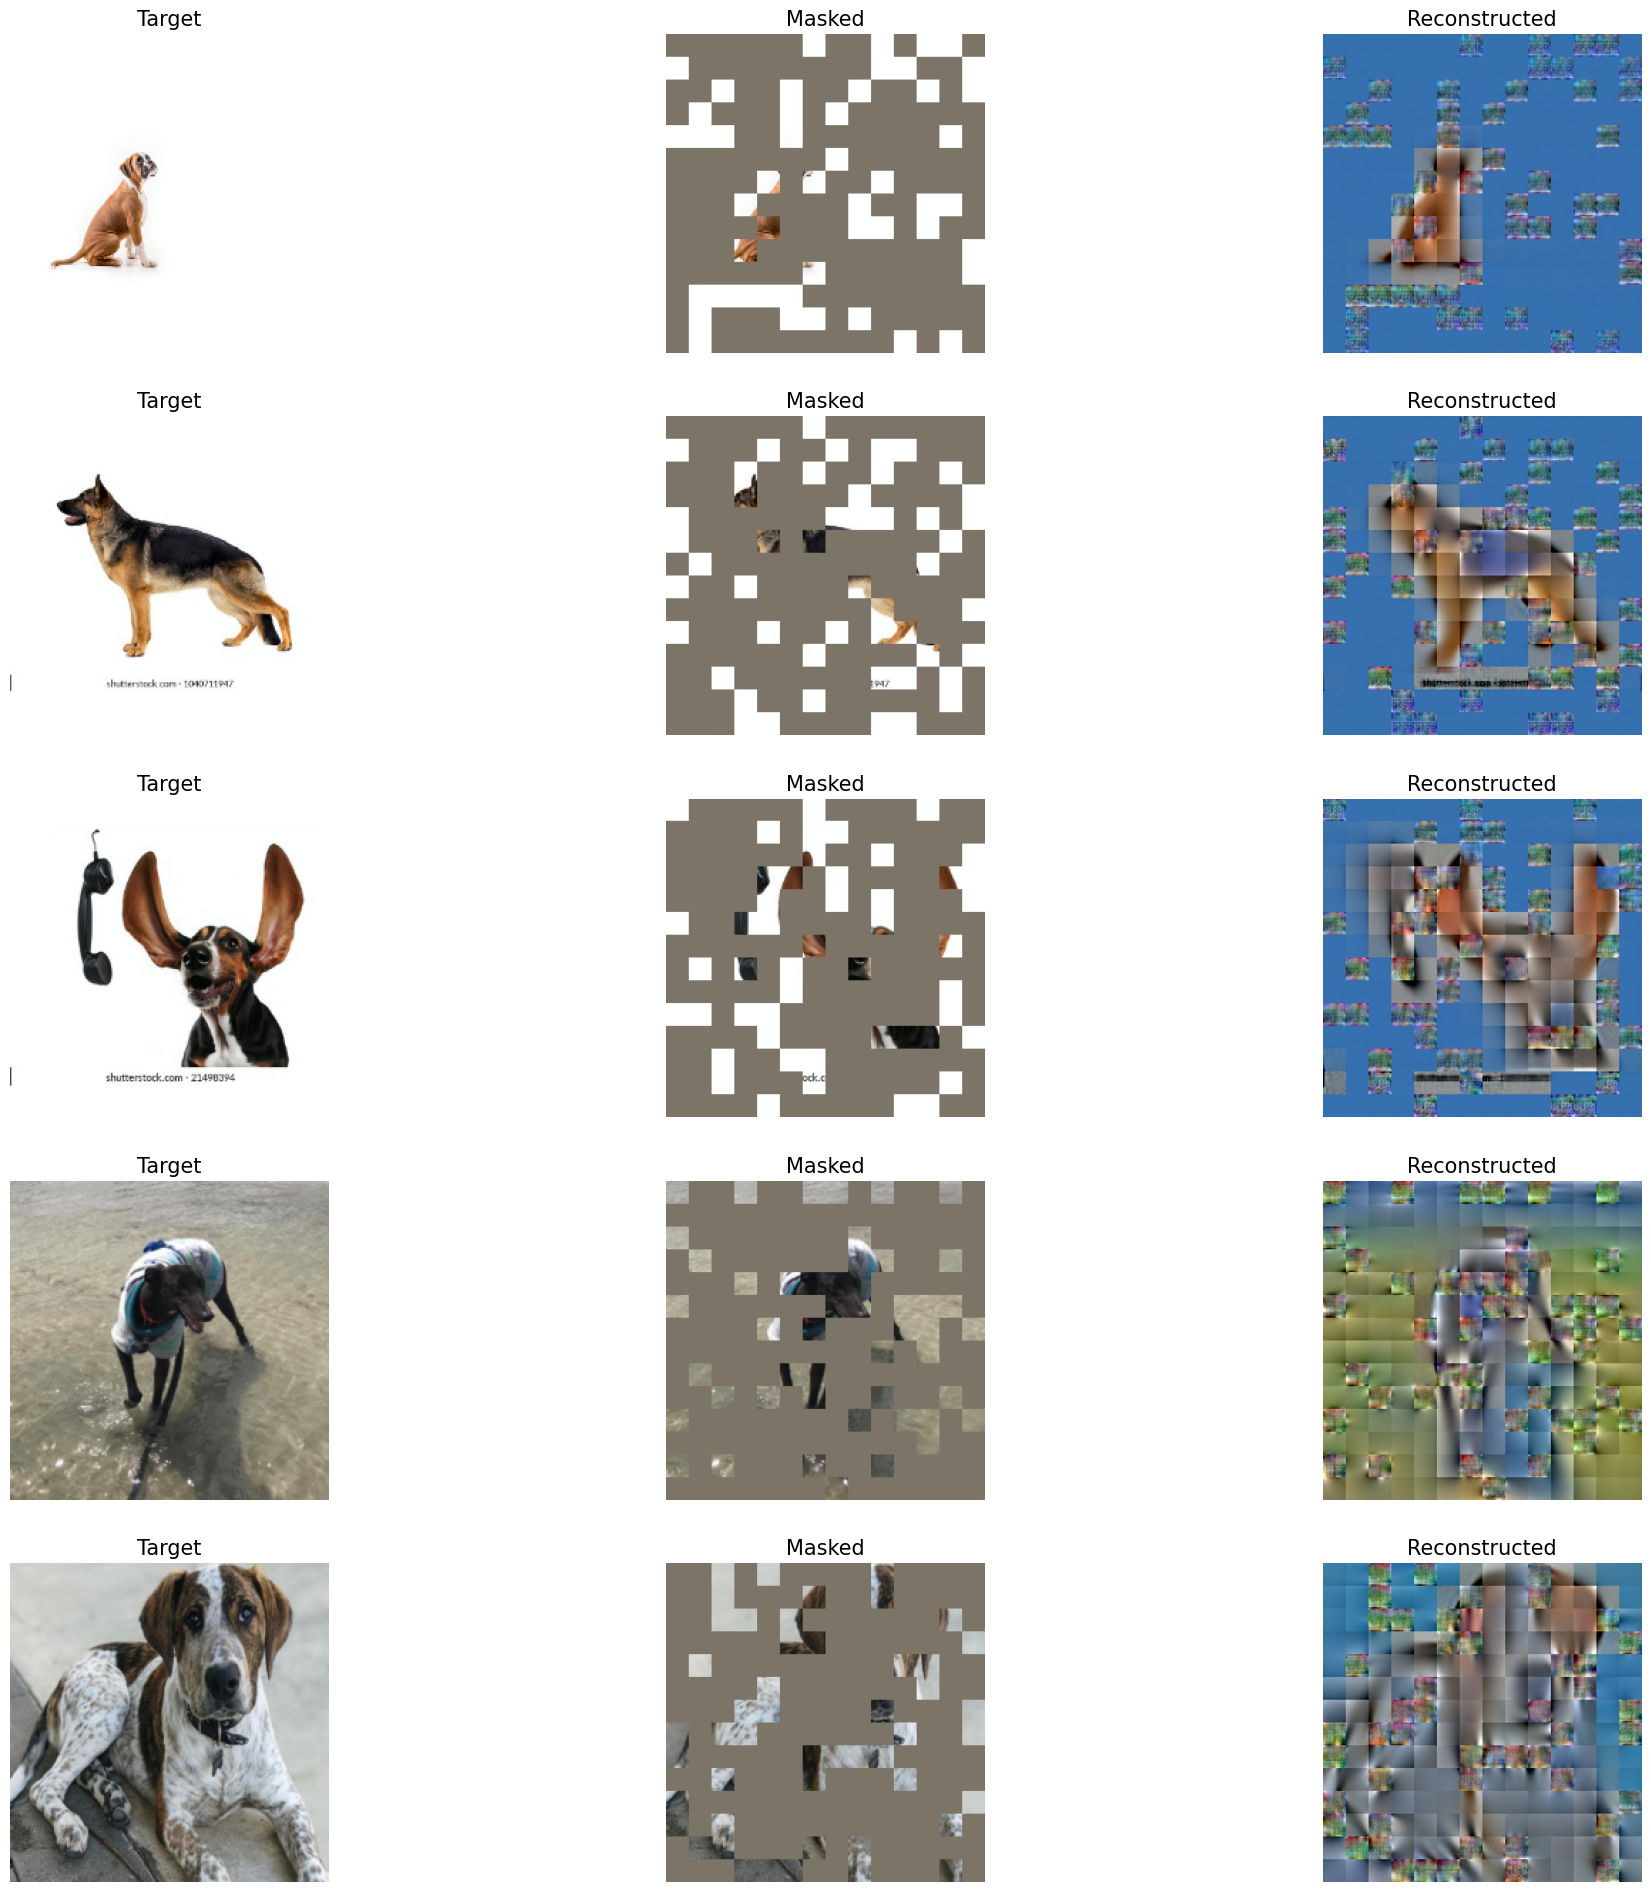 Target
Masked
Reconstructed
Target
Masked
Reconstructed
shutterstock.com · 1040711947
1947
Target
Masked
Reconstructed
shutterstock.com · 21498394
ock.c
Target
Masked
Reconstructed
Target
Masked
Reconstructed